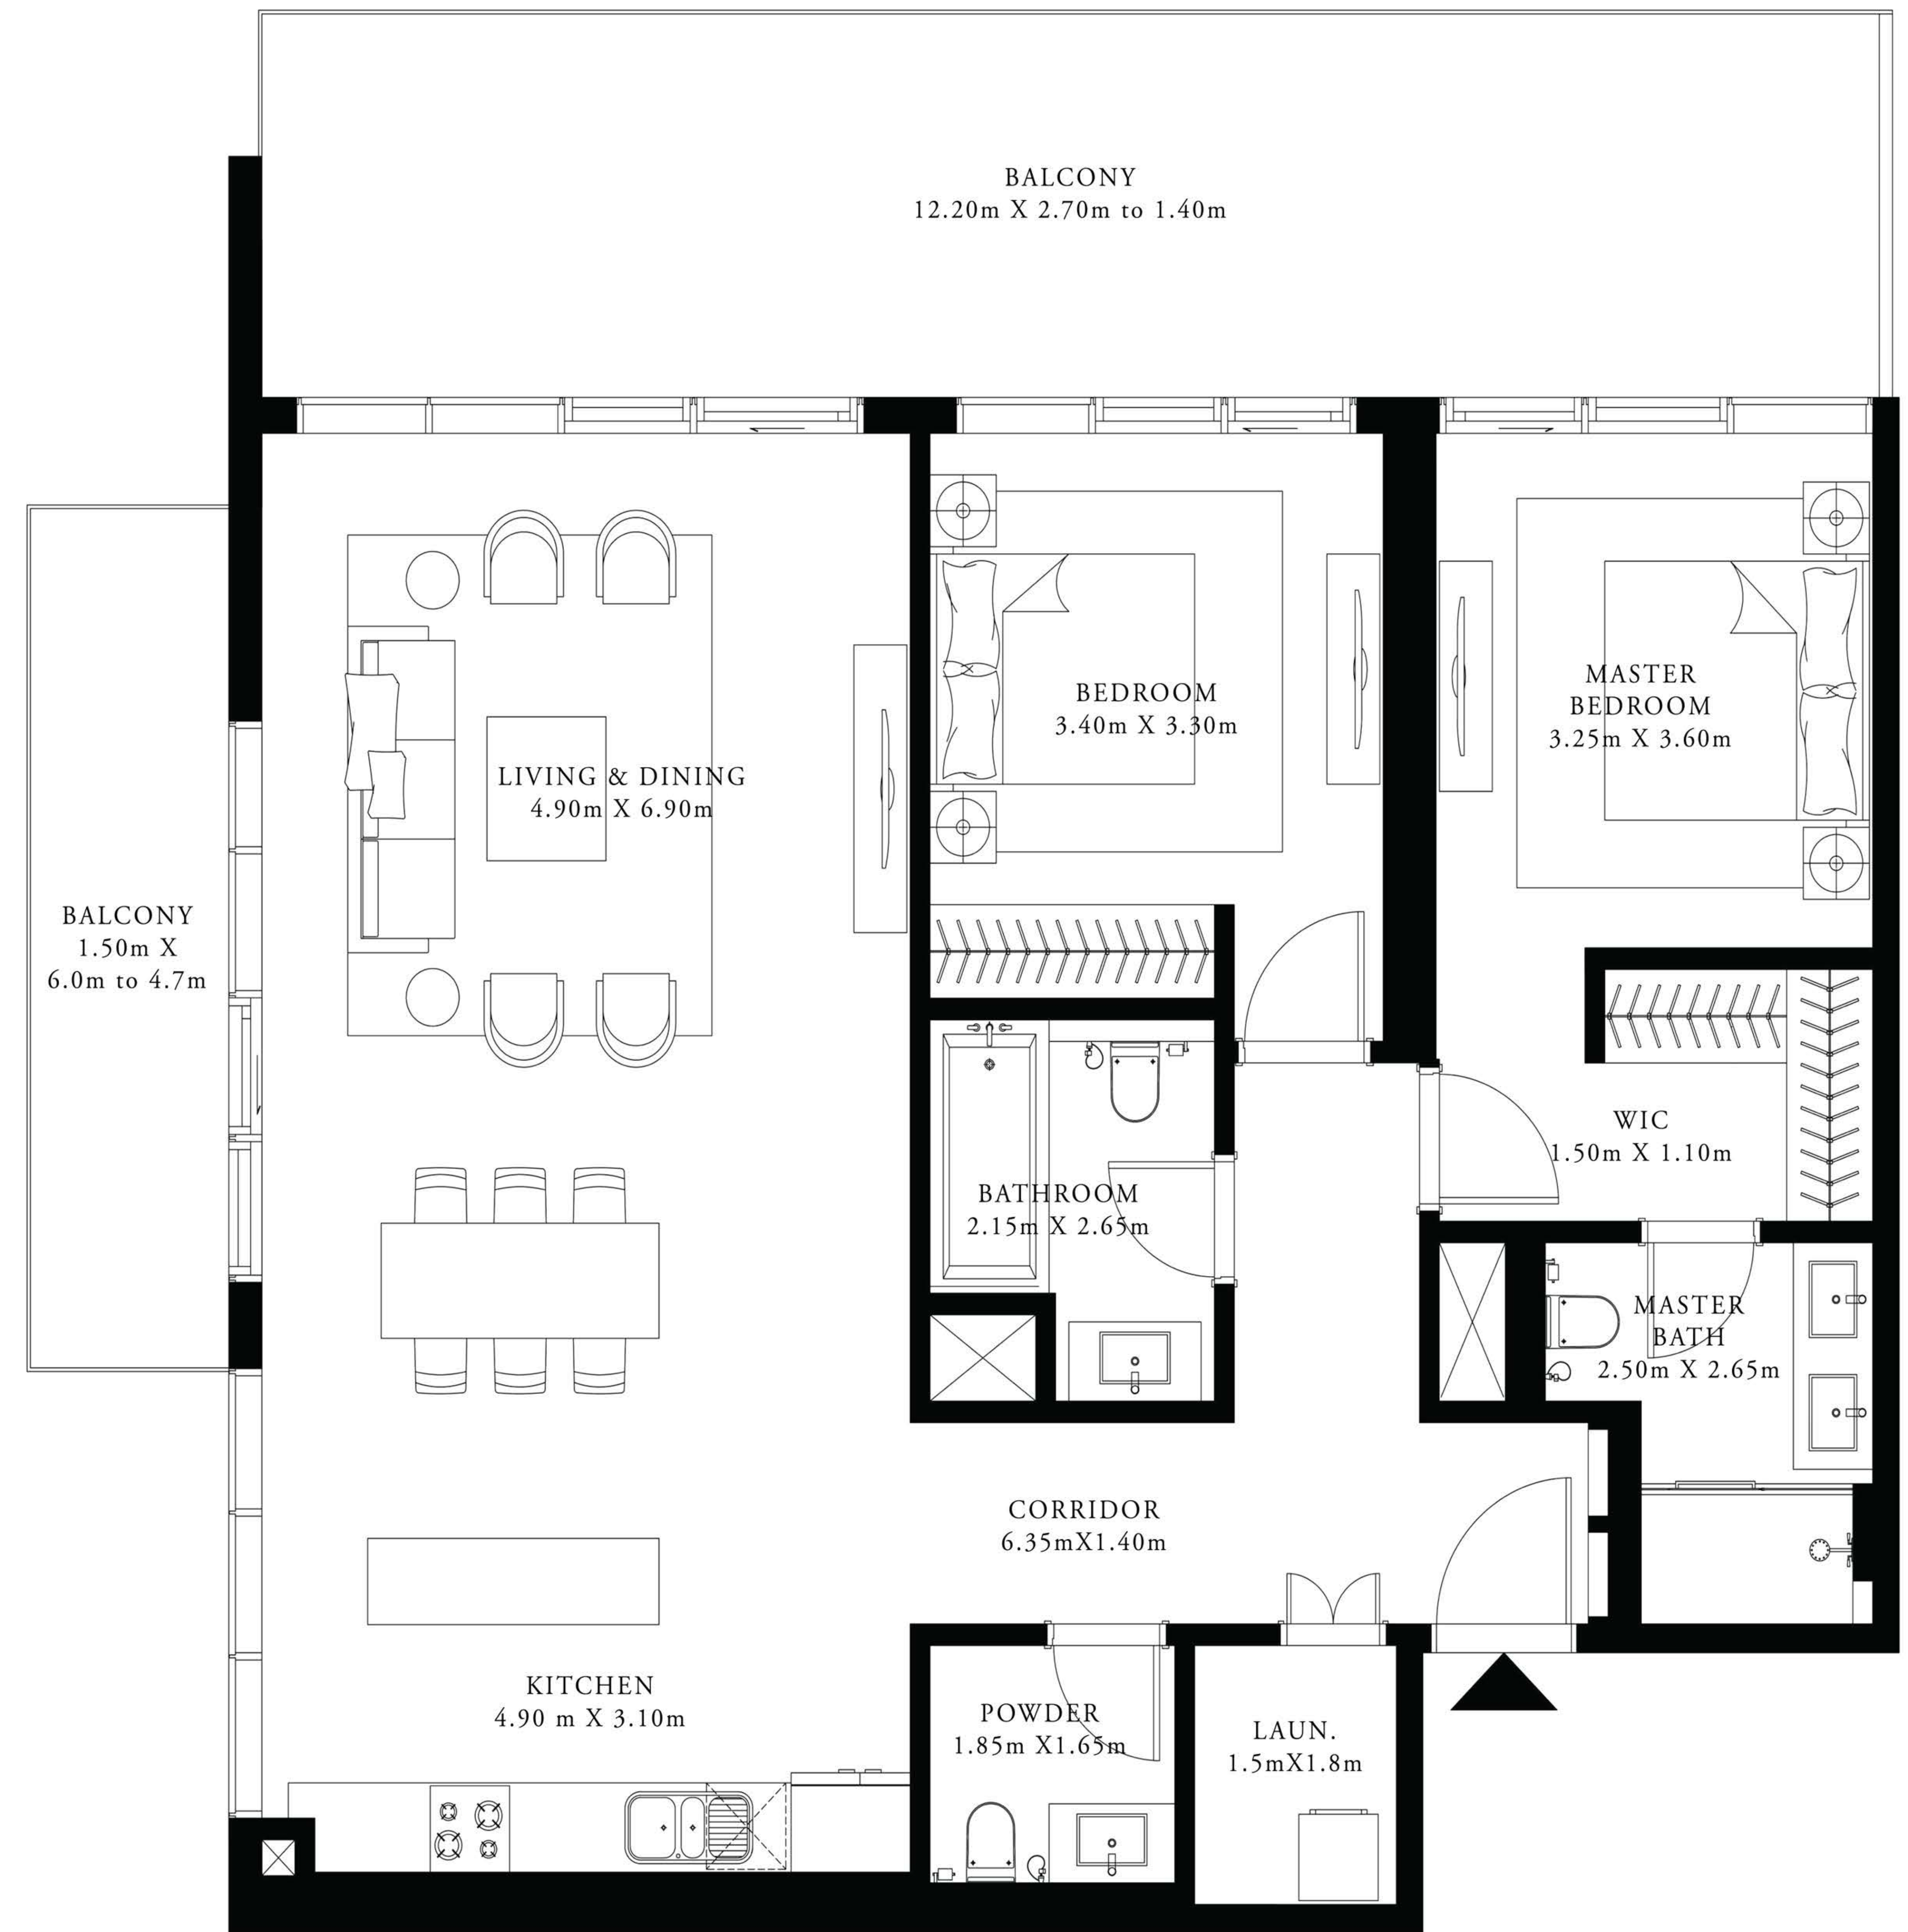 BALCONY
12.20m X 2.70m to 1.40m
BEDROOM
3.40m X 3.30m
MASTER
BEDROOM
3.25m X 3.60m
LIVING & DINING
4.90m X 6.90m
BALCONY
1.50m X
6.0m to 4.7m
WIC
1.50m X 1.10m
BATHROOM
2.15m X 2.65m
MASTER
BATH
2.50m X 2.65m
CORRIDOR
6.35mX1.40m
KITCHEN
4.90 m X 3.10m
POWDER
1.85m X1.65m
LAUN.
1.5mX1.8m